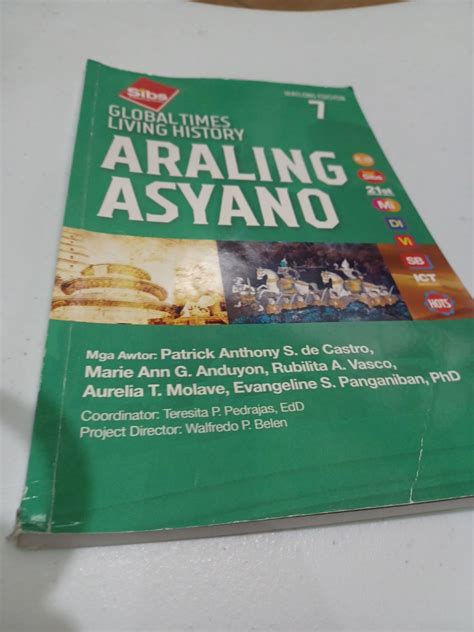 Sibs
7
GLOBAL TIMES
LIVING HISTORY
ARALING
ASYANO
21st
MI
DI
VI
SB
ICT
HOTS
Mga Awtor: Patrick Anthony S. de Castro,
Marie Ann G. Anduyon, Rubilita A. Vasco,
Aurelia T. Molave, Evangeline S. Panganiban, PhD
Coordinator: Teresita P. Pedrajas, EdD
Project Director: Walfredo P. Belen